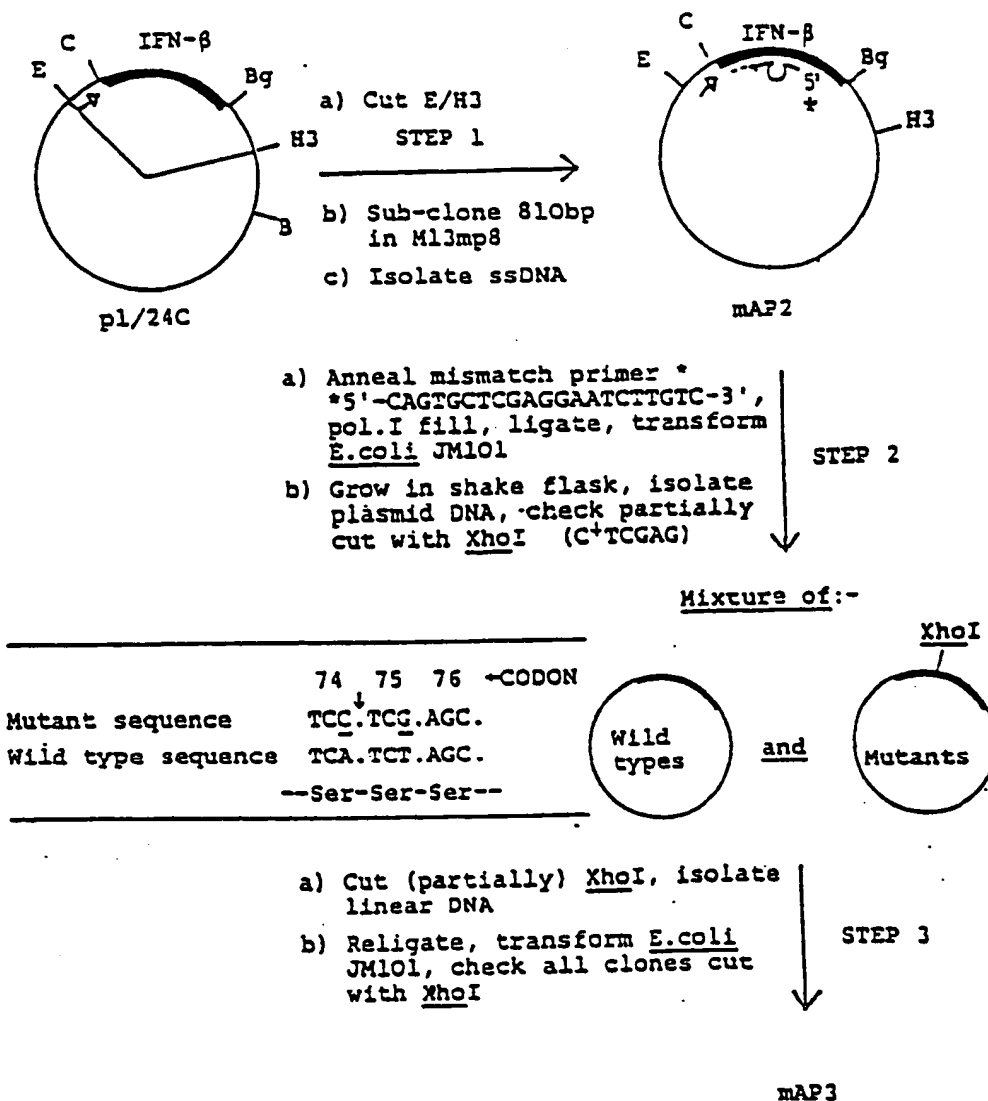 C IFN-β
E
Bg
H3
B
p1/24C
a) Cut E/H3
STEP 1
b) Sub-clone 810bp
in M13mp8
c) Isolate ssDNA
C IFN-β
E
Bg
5'
*
H3
mAP2
a) Anneal mismatch primer *
*5'-CAGTGCTCGAGGAATCTTGTC-3',
pol.I fill, ligate, transform
E.coli JM101
b) Grow in shake flask, isolate
plasmid DNA, check partially
cut with XhoI (C↓TCGAG)
STEP 2
Mixture of:-
74 75 76 ←CODON
Mutant sequence TCC.TCG.AGC.
Wild type sequence TCA.TCT.AGC.
--Ser-Ser-Ser--
Wild
types
and
XhoI
Mutants
a) Cut (partially) XhoI, isolate
linear DNA
b) Religate, transform E.coli
JM101, check all clones cut
with XhoI
STEP 3
mAP3